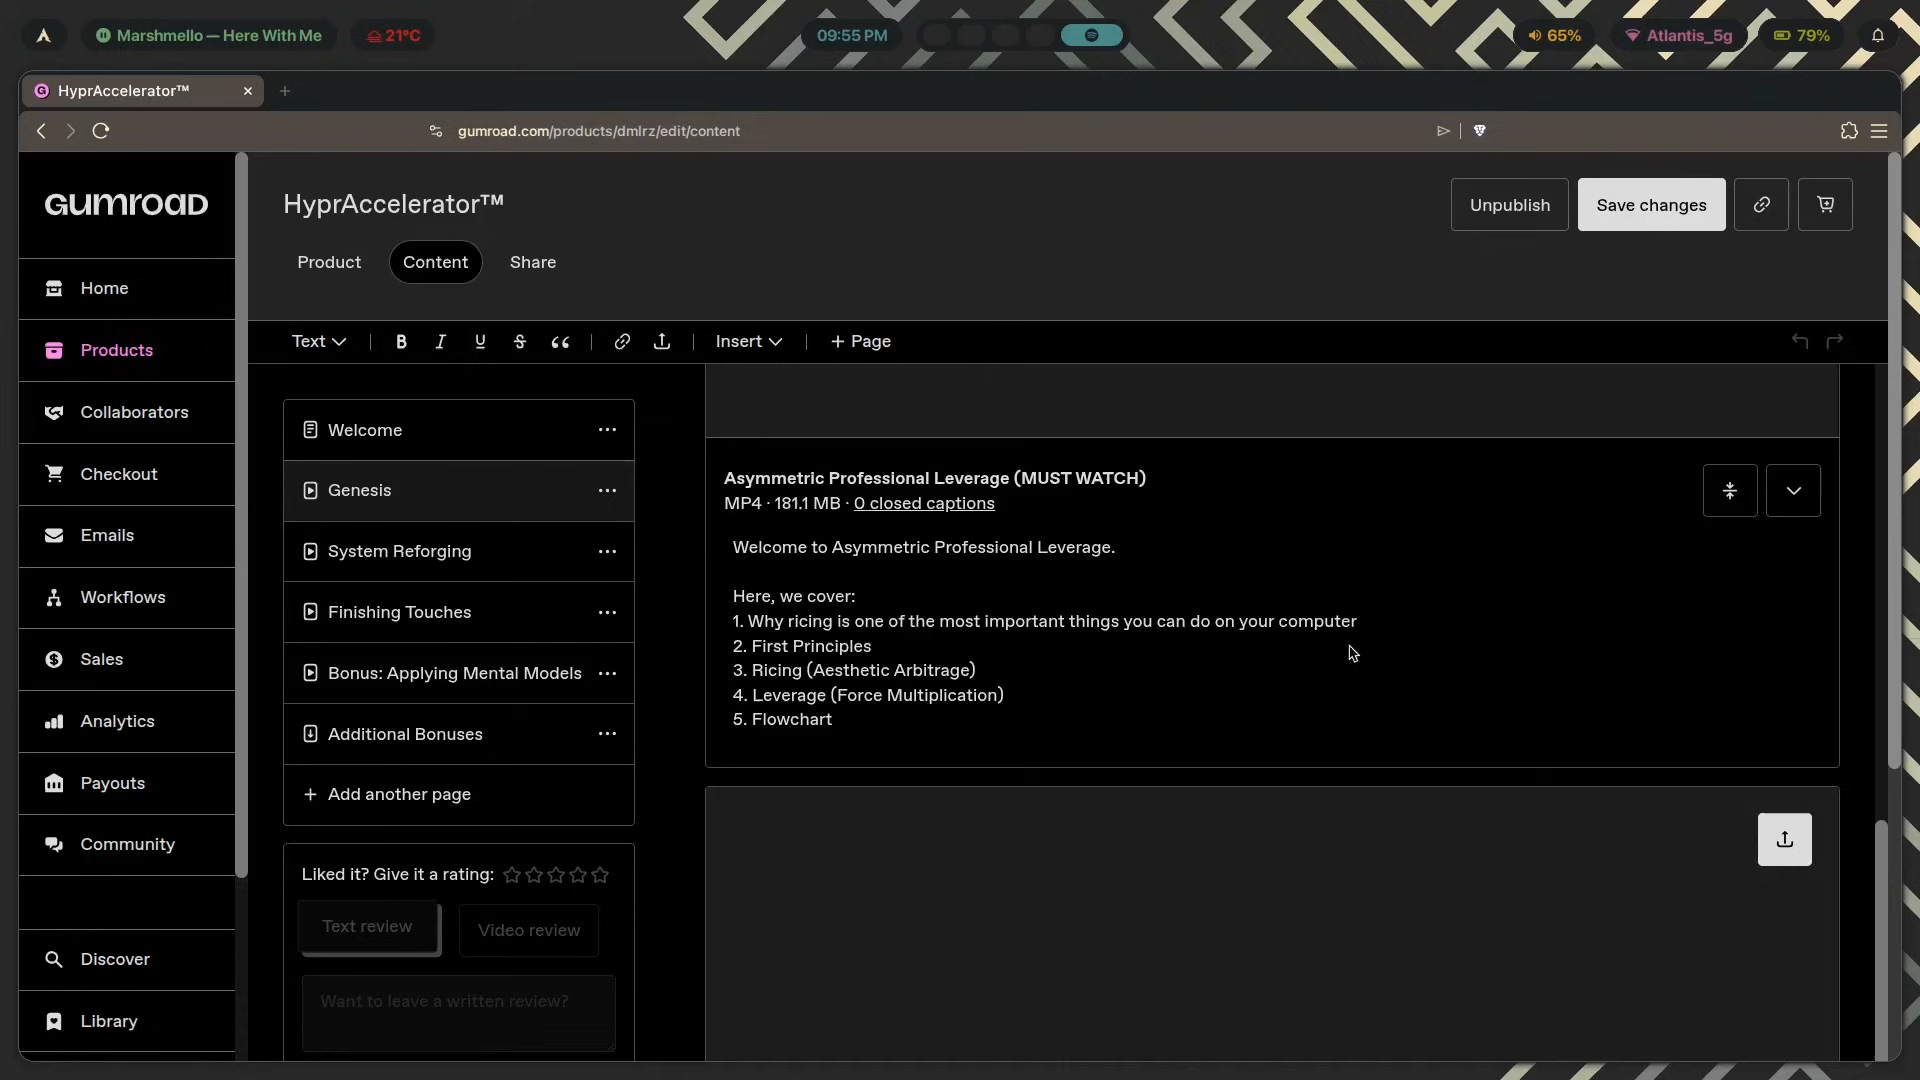 Marshmello — Here With Me
21°C
09:55 PM
65%
Atlantis_5g
79%
HyprAccelerator™
gumroad.com/products/dmlrz/edit/content
GUMROAD
HyprAccelerator™
Unpublish
Save changes
Product
Content
Share
Home
Products
Collaborators
Checkout
Emails
Workflows
Sales
Analytics
Payouts
Community
Discover
Library
Text
B
I
U
S
Insert
+ Page
Welcome
Genesis
System Reforging
Finishing Touches
Bonus: Applying Mental Models
Additional Bonuses
+ Add another page
Liked it? Give it a rating:
Text review
Video review
Want to leave a written review?
Asymmetric Professional Leverage (MUST WATCH)
MP4 · 181.1 MB · 0 closed captions
Welcome to Asymmetric Professional Leverage.
Here, we cover:
1. Why ricing is one of the most important things you can do on your computer
2. First Principles
3. Ricing (Aesthetic Arbitrage)
4. Leverage (Force Multiplication)
5. Flowchart